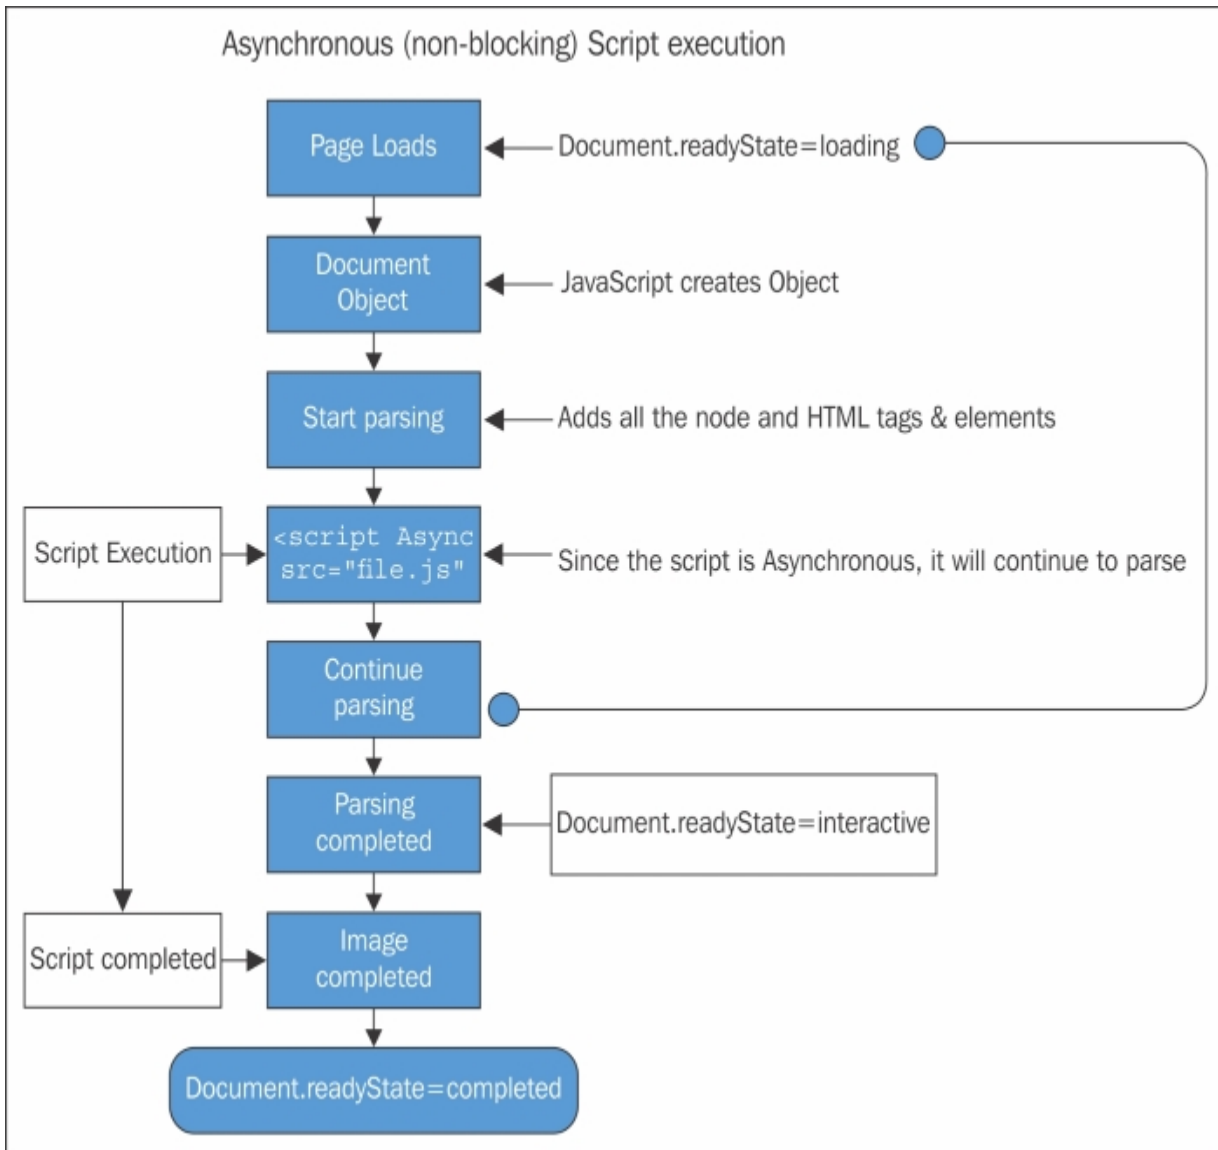 Asynchronous (non-blocking) Script execution
Page Loads
Document.readyState=loading
Document
Object
JavaScript creates Object
Start parsing
Adds all the node and HTML tags & elements
Script Execution
<script Async
src="file.js"
Since the script is Asynchronous, it will continue to parse
Continue
parsing
Parsing
completed
Document.readyState=interactive
Script completed
Image
completed
Document.readyState=completed